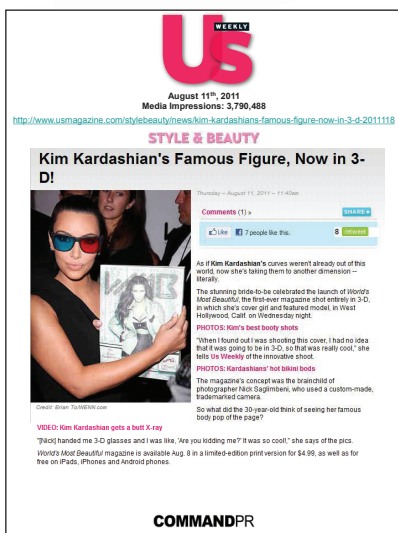 Us
WEEKLY
August 11th, 2011
Media Impressions: 3,790,488
http://www.usmagazine.com/stylebeauty/news/kim-kardashians-famous-figure-now-in-3-d-2011118
STYLE & BEAUTY
Kim Kardashian's Famous Figure, Now in 3-
D!
Thursday – August 11, 2011 – 11:40am
Comments (1) »
SHARE +
Like
7 people like this.
8 retweet
As if Kim Kardashian's curves weren't already out of this
world, now she's taking them to another dimension --
literally.
The stunning bride-to-be celebrated the launch of World's
Most Beautiful, the first-ever magazine shot entirely in 3-D,
in which she's cover girl and featured model, in West
Hollywood, Calif. on Wednesday night.
PHOTOS: Kim's best booty shots
"When I found out I was shooting this cover, I had no idea
that it was going to be in 3-D, so that was really cool," she
tells Us Weekly of the innovative shoot.
PHOTOS: Kardashians' hot bikini bods
The magazine's concept was the brainchild of
photographer Nick Saglimbeni, who used a custom-made,
trademarked camera.
So what did the 30-year-old think of seeing her famous
body pop of the page?
Credit: Brian To/WENN.com
VIDEO: Kim Kardashian gets a butt X-ray
"[Nick] handed me 3-D glasses and I was like, 'Are you kidding me?' It was so cool!," she says of the pics.
World's Most Beautiful magazine is available Aug. 8 in a limited-edition print version for $4.99, as well as for
free on iPads, iPhones and Android phones.
COMMANDPR